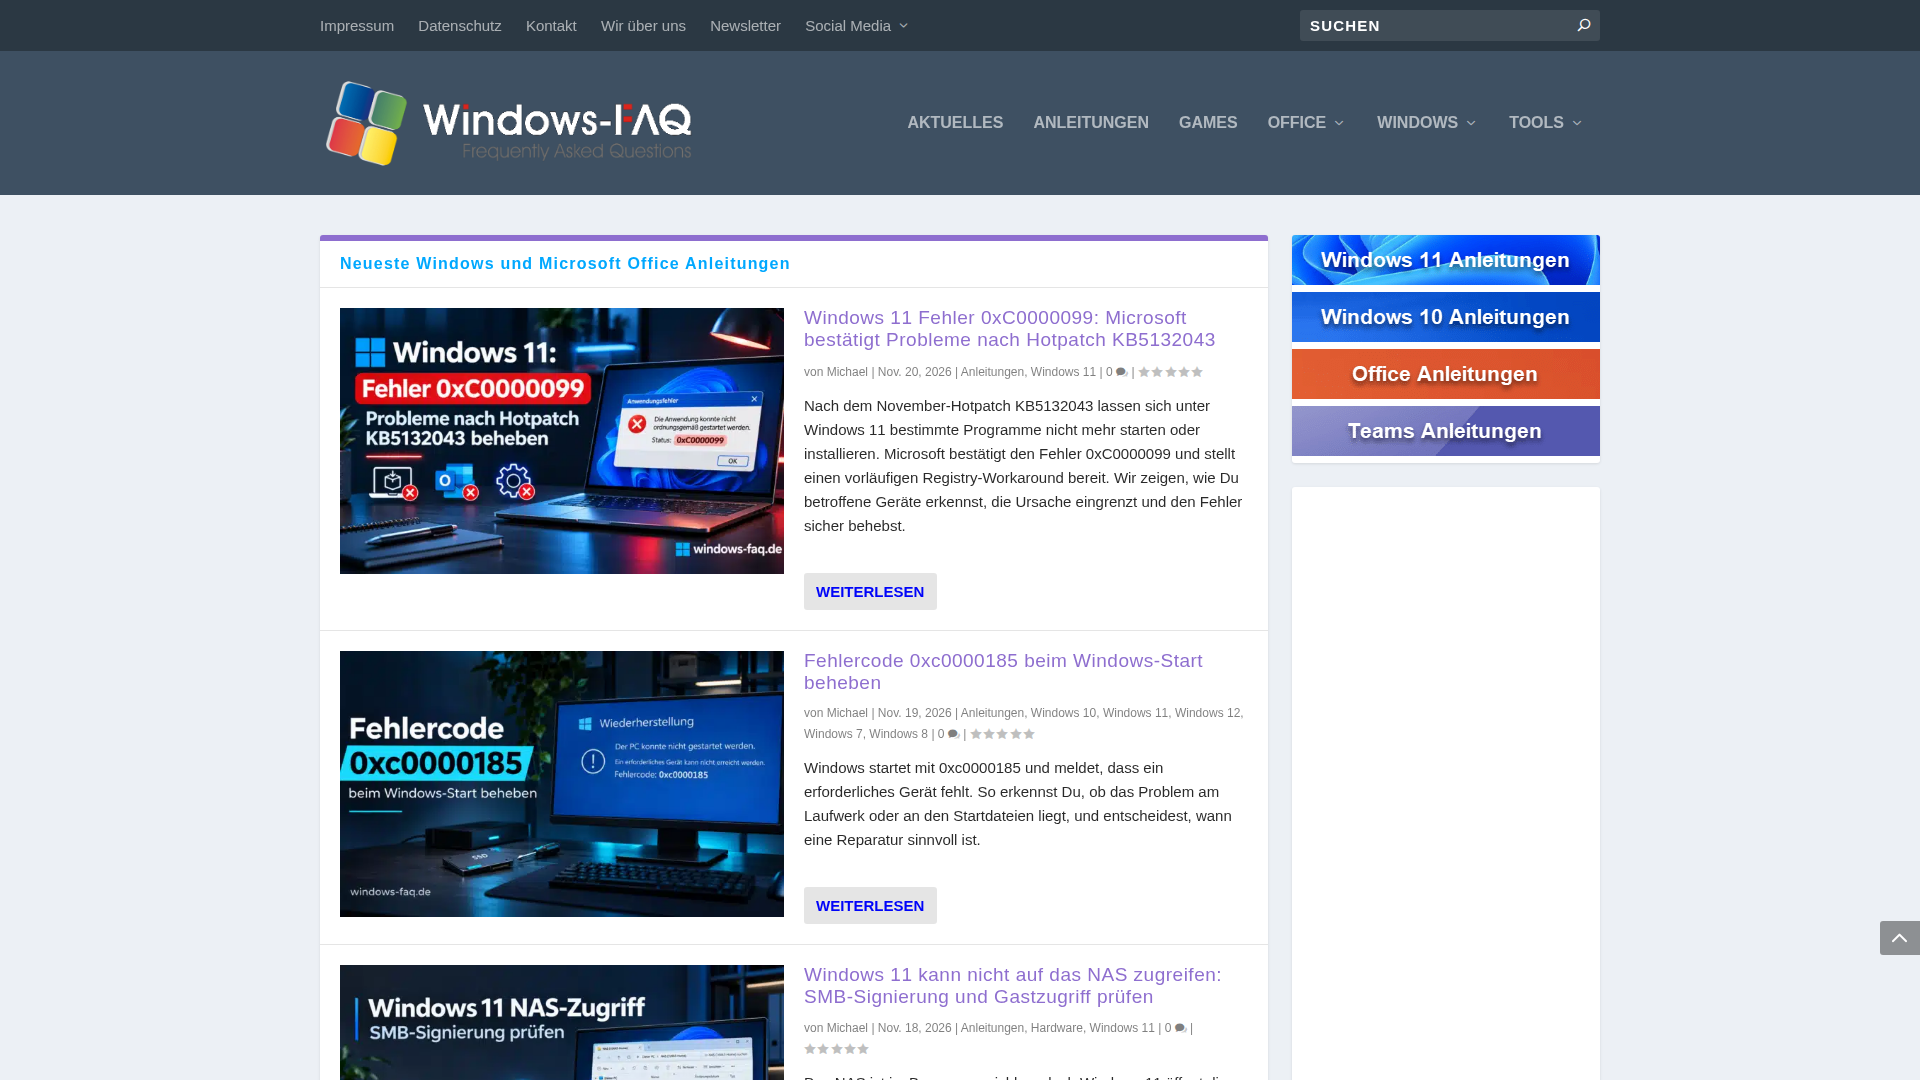 Impressum Datenschutz Kontakt Wir über uns Newsletter Social Media
SUCHEN
Windows-FAQ
Frequently Asked Questions
AKTUELLES ANLEITUNGEN GAMES OFFICE WINDOWS TOOLS
Neueste Windows und Microsoft Office Anleitungen
Windows 11:
Fehler 0xC0000099
Probleme nach Hotpatch
KB5132043 beheben
Anwendungsfehler
Die Anwendung konnte nicht
ordnungsgemäß gestartet werden.
Status: 0xC0000099
OK
windows-faq.de
Windows 11 Fehler 0xC0000099: Microsoft
bestätigt Probleme nach Hotpatch KB5132043
von Michael | Nov. 20, 2026 | Anleitungen, Windows 11 | 0 |
Nach dem November-Hotpatch KB5132043 lassen sich unter
Windows 11 bestimmte Programme nicht mehr starten oder
installieren. Microsoft bestätigt den Fehler 0xC0000099 und stellt
einen vorläufigen Registry-Workaround bereit. Wir zeigen, wie Du
betroffene Geräte erkennst, die Ursache eingrenzt und den Fehler
sicher behebst.
WEITERLESEN
Fehlercode
0xc0000185
beim Windows-Start beheben
Wiederherstellung
Der PC konnte nicht gestartet werden.
Ein erforderliches Gerät kann nicht erreicht werden.
Fehlercode: 0xc0000185
SSD
windows-faq.de
Fehlercode 0xc0000185 beim Windows-Start
beheben
von Michael | Nov. 19, 2026 | Anleitungen, Windows 10, Windows 11, Windows 12,
Windows 7, Windows 8 | 0 |
Windows startet mit 0xc0000185 und meldet, dass ein
erforderliches Gerät fehlt. So erkennst Du, ob das Problem am
Laufwerk oder an den Startdateien liegt, und entscheidest, wann
eine Reparatur sinnvoll ist.
WEITERLESEN
Windows 11 NAS-Zugriff
SMB-Signierung prüfen
Windows 11 kann nicht auf das NAS zugreifen:
SMB-Signierung und Gastzugriff prüfen
von Michael | Nov. 18, 2026 | Anleitungen, Hardware, Windows 11 | 0 |
Windows 11 Anleitungen
Windows 10 Anleitungen
Office Anleitungen
Teams Anleitungen